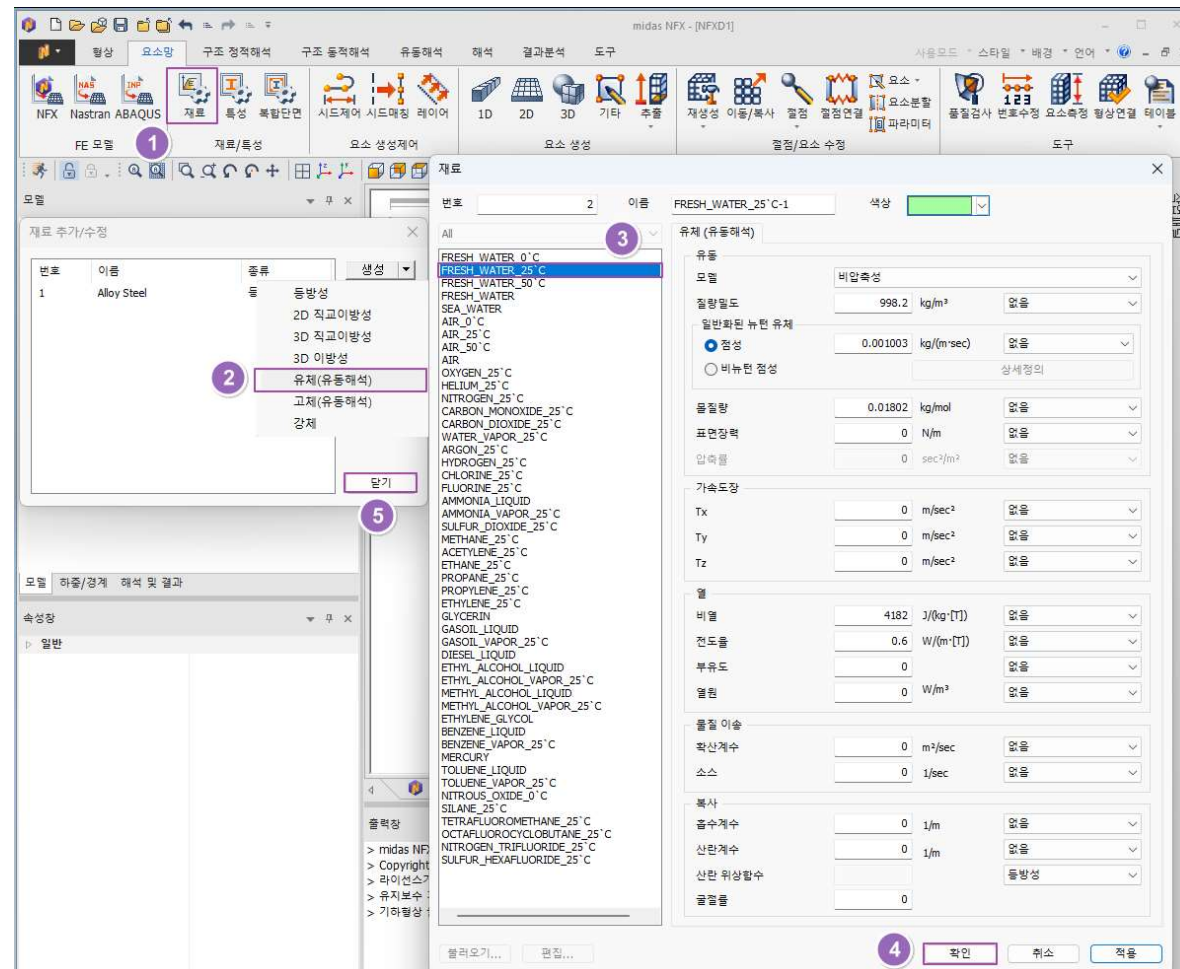 midas NFX - [NFXD1]
형상 요소망 구조 정적해석 구조 동적해석 유동해석 해석 결과분석 도구
사용모드 스타일 배경 언어
NAS INP
NFX Nastran ABAQUS 재료 특성 복합단면 시드제어 시드매칭 레이어 1D 2D 3D 기타 추출 재생성 이동/복사 절점 절점연결 품질검사 번호수정 요소측정 형상연결 테이블
요소
요소분할
파라미터
123
FE 모델 재료/특성 요소 생성제어 요소 생성 절점/요소 수정 도구
1
모델
재료 추가/수정
번호 이름 종류
1 Alloy Steel 등
생성
등방성
2D 직교이방성
3D 직교이방성
3D 이방성
2
유체(유동해석)
고체(유동해석)
강체
닫기
5
모델 하중/경계 해석 및 결과
속성창
일반
출력창
> midas NF
> Copyright
> 라이선스
> 유지보수
> 기하형상
재료
번호 2 이름 FRESH_WATER_25`C-1 색상
All
3
FRESH_WATER_0`C
FRESH_WATER_25`C
FRESH_WATER_50`C
FRESH_WATER
SEA_WATER
AIR_0`C
AIR_25`C
AIR_50`C
AIR
OXYGEN_25`C
HELIUM_25`C
NITROGEN_25`C
CARBON_MONOXIDE_25`C
CARBON_DIOXIDE_25`C
WATER_VAPOR_25`C
ARGON_25`C
HYDROGEN_25`C
CHLORINE_25`C
FLUORINE_25`C
AMMONIA_LIQUID
AMMONIA_VAPOR_25`C
SULFUR_DIOXIDE_25`C
METHANE_25`C
ACETYLENE_25`C
ETHANE_25`C
PROPANE_25`C
PROPYLENE_25`C
ETHYLENE_25`C
GLYCERIN
GASOIL_LIQUID
GASOIL_VAPOR_25`C
DIESEL_LIQUID
ETHYL_ALCOHOL_LIQUID
ETHYL_ALCOHOL_VAPOR_25`C
METHYL_ALCOHOL_LIQUID
METHYL_ALCOHOL_VAPOR_25`C
ETHYLENE_GLYCOL
BENZENE_LIQUID
BENZENE_VAPOR_25`C
MERCURY
TOLUENE_LIQUID
TOLUENE_VAPOR_25`C
NITROUS_OXIDE_0`C
SILANE_25`C
TETRAFLUOROMETHANE_25`C
OCTAFLUOROCYCLOBUTANE_25`C
NITROGEN_TRIFLUORIDE_25`C
SULFUR_HEXAFLUORIDE_25`C
유체 (유동해석)
유동
모델 비압축성
질량밀도 998.2 kg/m³ 없음
일반화된 뉴턴 유체
점성 0.001003 kg/(m·sec) 없음
비뉴턴 점성 상세정의
몰질량 0.01802 kg/mol 없음
표면장력 0 N/m 없음
압축률 0 sec²/m² 없음
가속도장
Tx 0 m/sec² 없음
Ty 0 m/sec² 없음
Tz 0 m/sec² 없음
열
비열 4182 J/(kg·[T]) 없음
전도율 0.6 W/(m·[T]) 없음
부유도 0 없음
열원 0 W/m³ 없음
물질 이송
확산계수 0 m²/sec 없음
소스 0 1/sec 없음
복사
흡수계수 0 1/m 없음
산란계수 0 1/m 없음
산란 위상함수 등방성
굴절률 0
불러오기... 편집...
4
확인 취소 적용